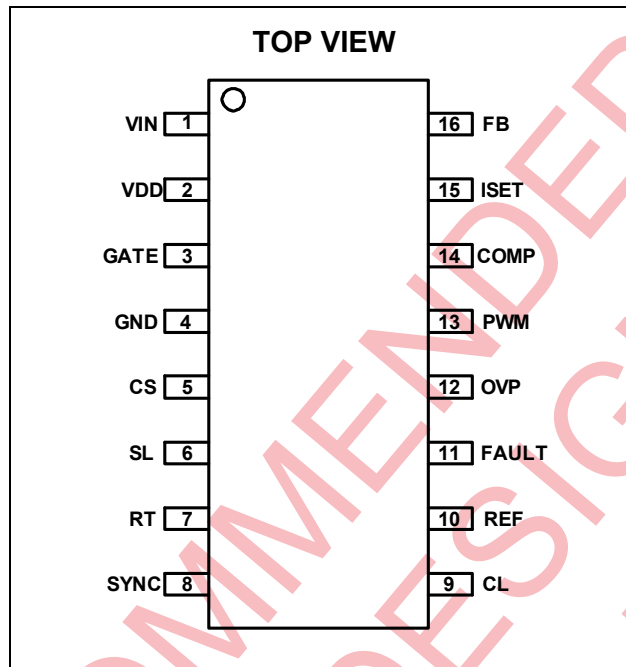 TOP VIEW
VIN 1 16 FB
VDD 2 15 ISET
GATE 3 14 COMP
GND 4 13 PWM
CS 5 12 OVP
SL 6 11 FAULT
RT 7 10 REF
SYNC 8 9 CL